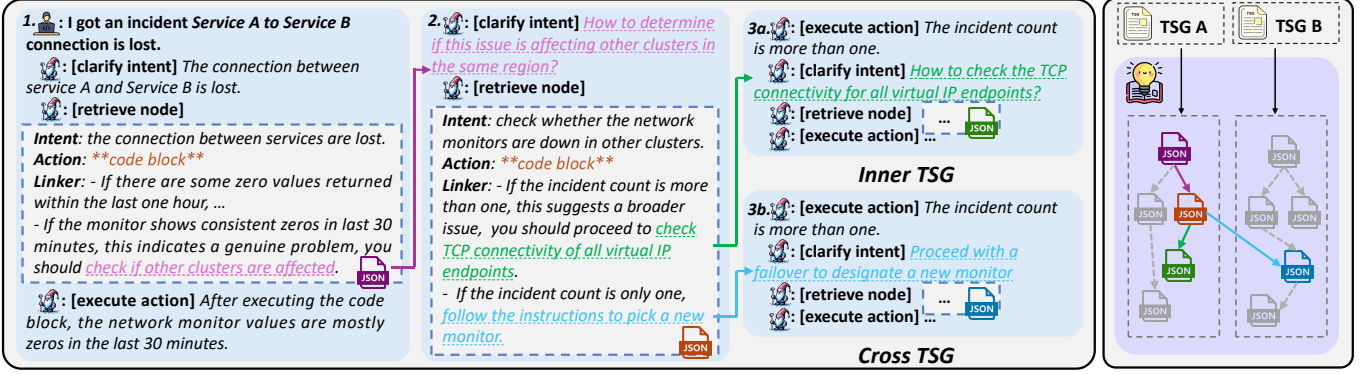 1. : I got an incident Service A to Service B
connection is lost.
: [clarify intent] The connection between
service A and Service B is lost.
: [retrieve node]
Intent: the connection between services are lost.
Action: **code block**
Linker: - If there are some zero values returned
within the last one hour, ...
- If the monitor shows consistent zeros in last 30
minutes, this indicates a genuine problem, you
should check if other clusters are affected.
JSON
: [execute action] After executing the code
block, the network monitor values are mostly
zeros in the last 30 minutes.
2. : [clarify intent] How to determine
if this issue is affecting other clusters in
the same region?
: [retrieve node]
Intent: check whether the network
monitors are down in other clusters.
Action: **code block**
Linker: - If the incident count is more
than one, this suggests a broader
issue, you should proceed to check
TCP connectivity of all virtual IP
endpoints.
- If the incident count is only one,
follow the instructions to pick a new
monitor.
JSON
3a. : [execute action] The incident count
is more than one.
: [clarify intent] How to check the TCP
connectivity for all virtual IP endpoints?
: [retrieve node]
... JSON
: [execute action] ...
Inner TSG
3b. : [execute action] The incident count
is more than one.
: [clarify intent] Proceed with a
failover to designate a new monitor
: [retrieve node]
... JSON
: [execute action] ...
Cross TSG
TSG A
TSG B
JSON
JSON
JSON
JSON
JSON
JSON
JSON
JSON
JSON
JSON